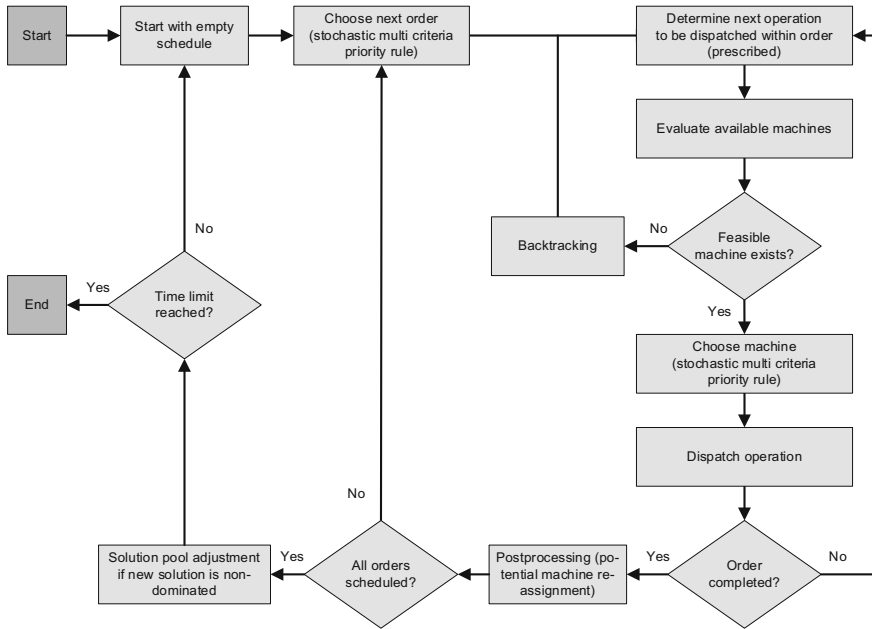 Start
Start with empty
schedule
Choose next order
(stochastic multi criteria
priority rule)
Determine next operation
to be dispatched within order
(prescribed)
Evaluate available machines
No
Backtracking
No
Feasible
machine exists?
End
Yes
Time limit
reached?
Yes
Choose machine
(stochastic multi criteria
priority rule)
Dispatch operation
No
Solution pool adjustment
if new solution is non-
dominated
Yes
All orders
scheduled?
Postprocessing (po-
tential machine re-
assignment)
Yes
Order
completed?
No